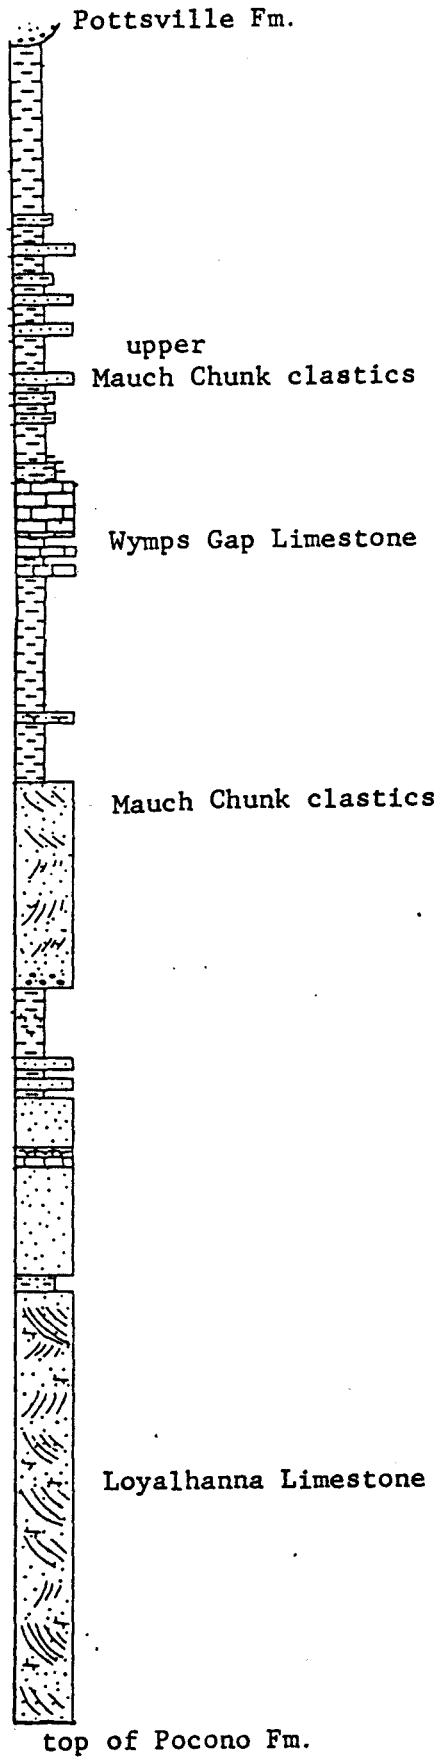 Pottsville Fm.
upper
Mauch Chunk clastics
Wymps Gap Limestone
Mauch Chunk clastics
Loyalhanna Limestone
top of Pocono Fm.